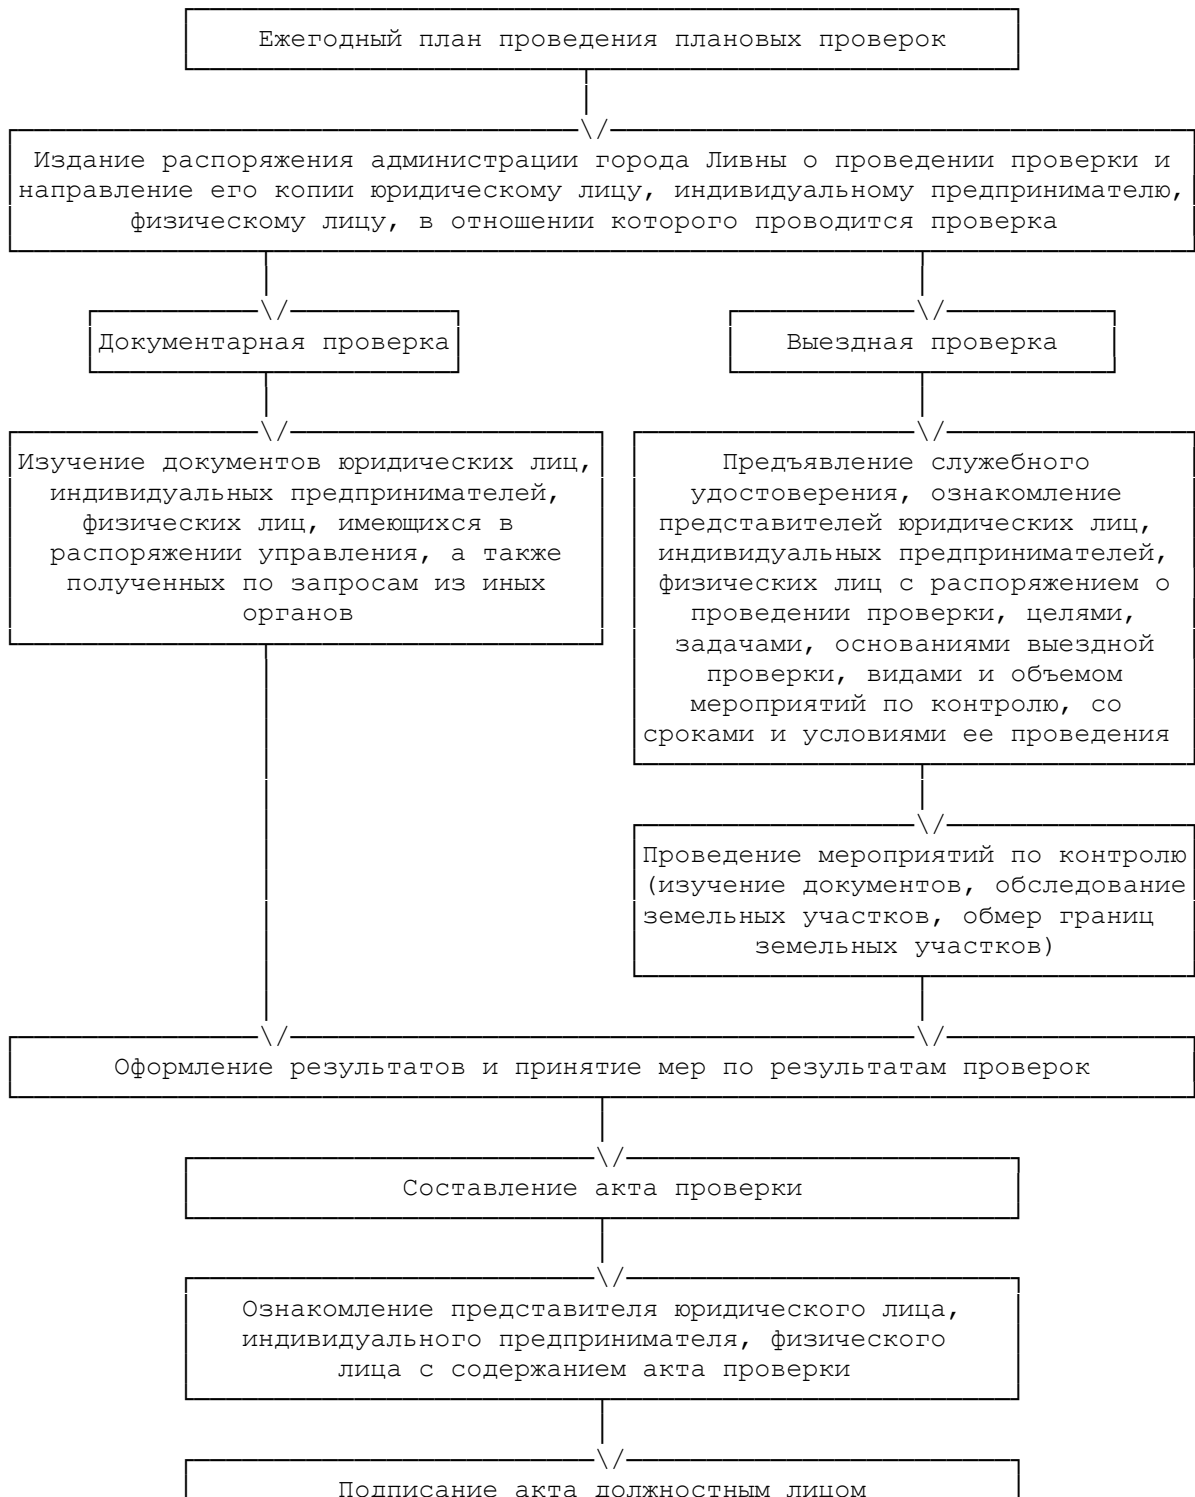 Ежегодный план проведения плановых проверок
Издание распоряжения администрации города Ливны о проведении проверки и
направление его копии юридическому лицу, индивидуальному предпринимателю,
физическому лицу, в отношении которого проводится проверка
Документарная проверка
Изучение документов юридических лиц,
индивидуальных предпринимателей,
физических лиц, имеющихся в
распоряжении управления, а также
полученных по запросам из иных
органов
Выездная проверка
Предъявление служебного
удостоверения, ознакомление
представителей юридических лиц,
индивидуальных предпринимателей,
физических лиц с распоряжением о
проведении проверки, целями,
задачами, основаниями выездной
проверки, видами и объемом
мероприятий по контролю, со
сроками и условиями ее проведения
Проведение мероприятий по контролю
(изучение документов, обследование
земельных участков, обмер границ
земельных участков)
Оформление результатов и принятие мер по результатам проверок
Составление акта проверки
Ознакомление представителя юридического лица,
индивидуального предпринимателя, физического
лица с содержанием акта проверки
Подписание акта должностным лицом